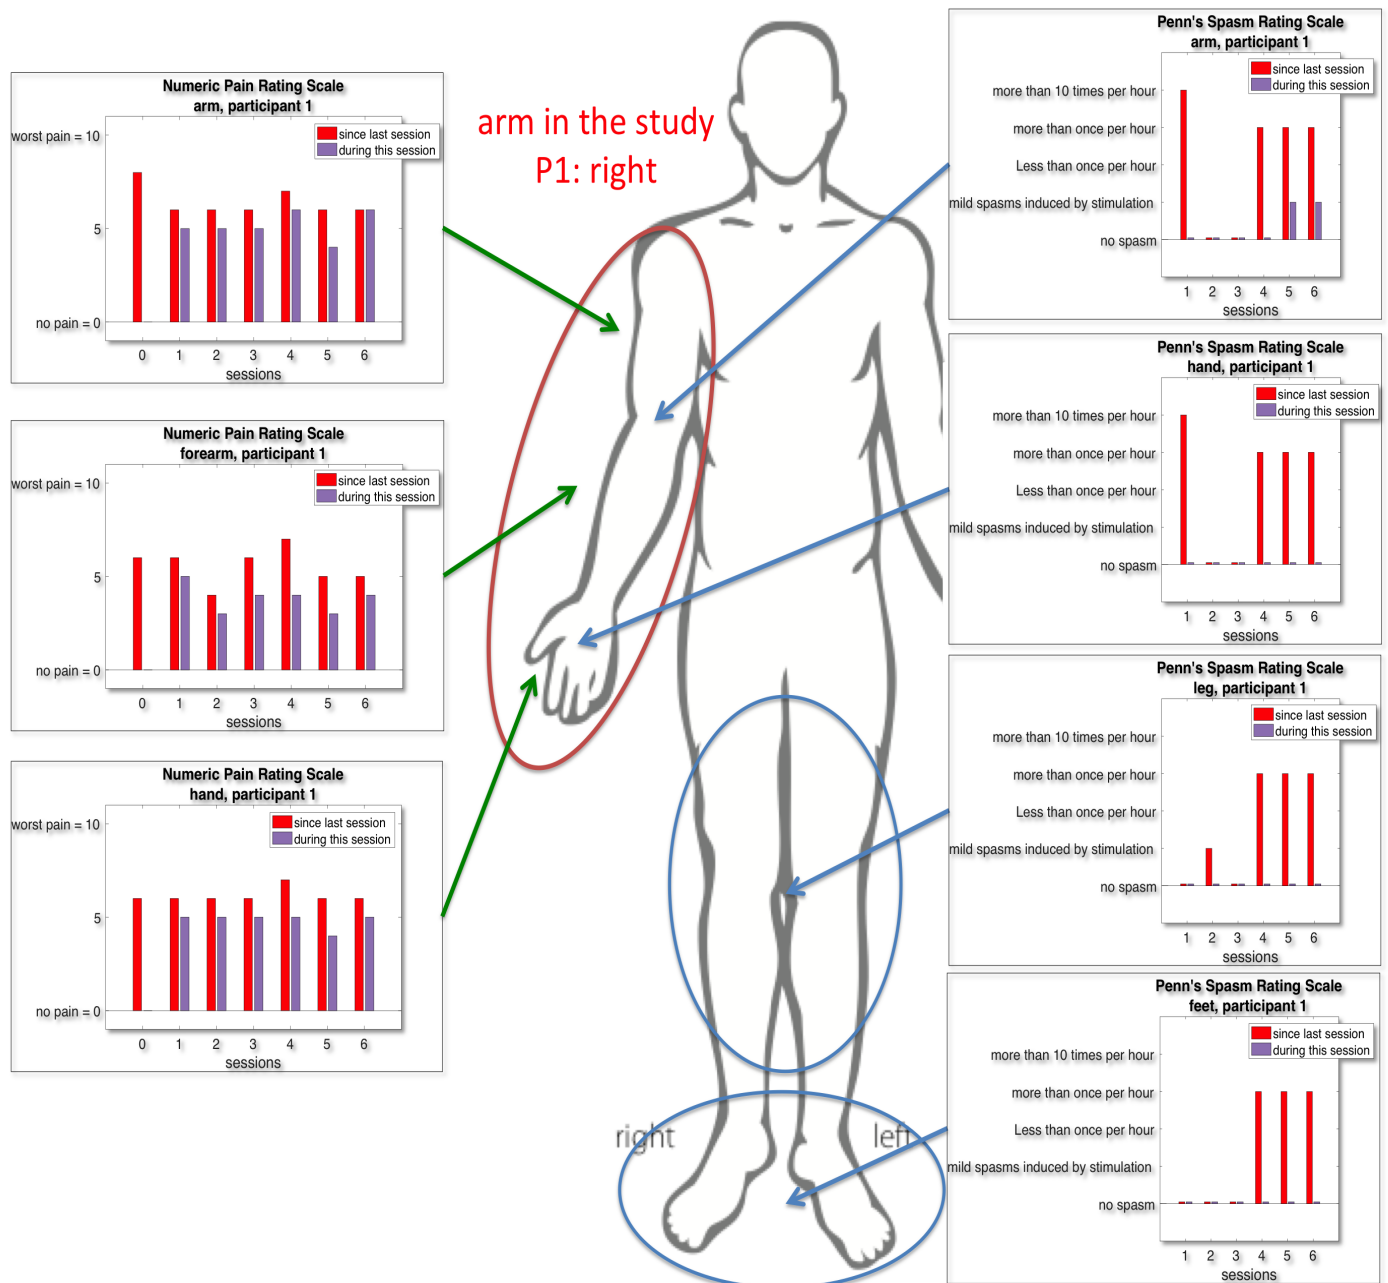 Numeric Pain Rating Scale
arm, participant 1
since last session
during this session
worst pain = 10
5
no pain = 0
0 1 2 3 4 5 6
sessions
Numeric Pain Rating Scale
forearm, participant 1
since last session
during this session
worst pain = 10
5
no pain = 0
0 1 2 3 4 5 6
sessions
Numeric Pain Rating Scale
hand, participant 1
since last session
during this session
worst pain = 10
5
no pain = 0
0 1 2 3 4 5 6
sessions
arm in the study
P1: right
right
left
Penn's Spasm Rating Scale
arm, participant 1
since last session
during this session
more than 10 times per hour
more than once per hour
Less than once per hour
mild spasms induced by stimulation
no spasm
1 2 3 4 5 6
sessions
Penn's Spasm Rating Scale
hand, participant 1
since last session
during this session
more than 10 times per hour
more than once per hour
Less than once per hour
mild spasms induced by stimulation
no spasm
1 2 3 4 5 6
sessions
Penn's Spasm Rating Scale
leg, participant 1
since last session
during this session
more than 10 times per hour
more than once per hour
Less than once per hour
mild spasms induced by stimulation
no spasm
1 2 3 4 5 6
sessions
Penn's Spasm Rating Scale
feet, participant 1
since last session
during this session
more than 10 times per hour
more than once per hour
Less than once per hour
mild spasms induced by stimulation
no spasm
1 2 3 4 5 6
sessions